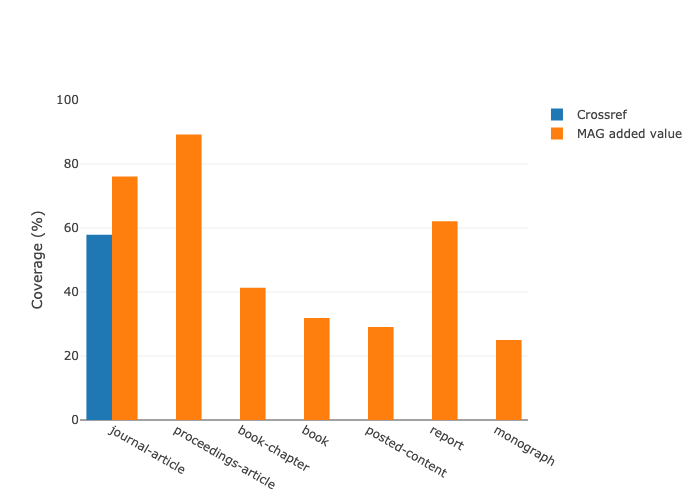 100
80
60
40
20
0
Coverage (%)
journal-article
proceedings-article
book-chapter
book
posted-content
report
monograph
Crossref
MAG added value